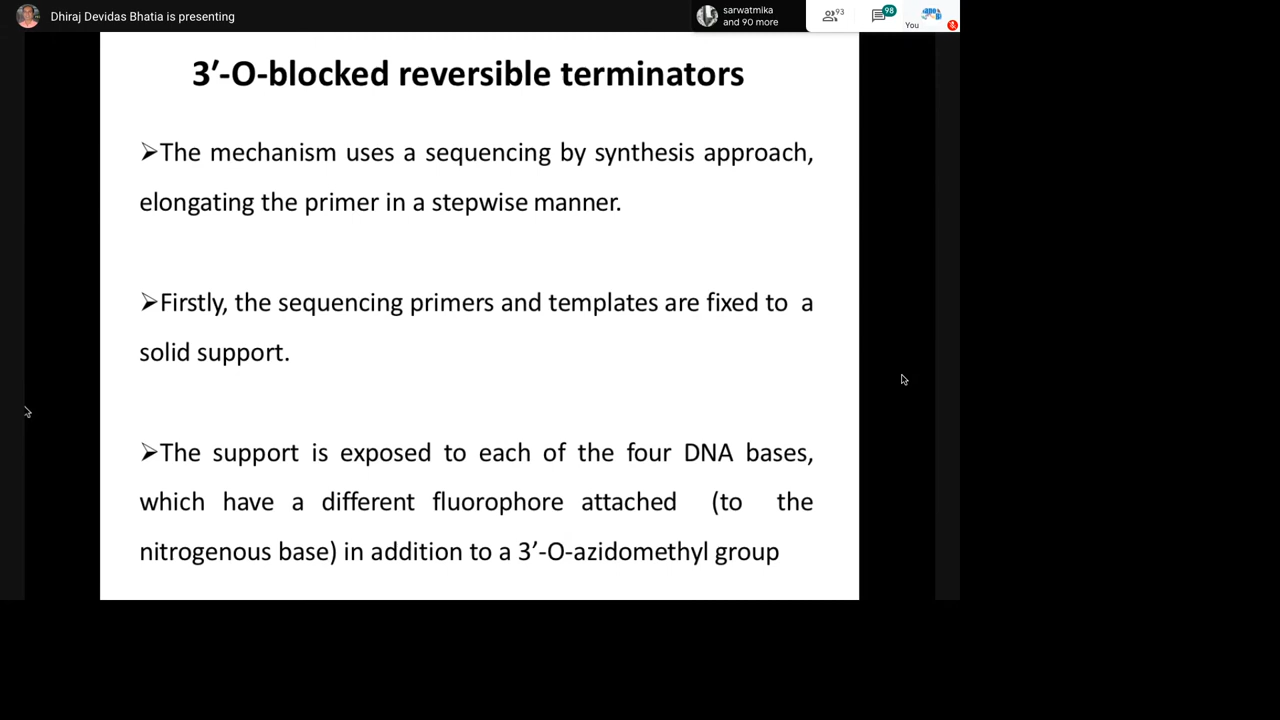 Dhiraj Devidas Bhatia is presenting
sarwatmika
and 90 more
93
98
You
3′-O-blocked reversible terminators
➢The mechanism uses a sequencing by synthesis approach,
elongating the primer in a stepwise manner.
➢Firstly, the sequencing primers and templates are fixed to a
solid support.
➢The support is exposed to each of the four DNA bases,
which have a different fluorophore attached (to the
nitrogenous base) in addition to a 3′-O-azidomethyl group